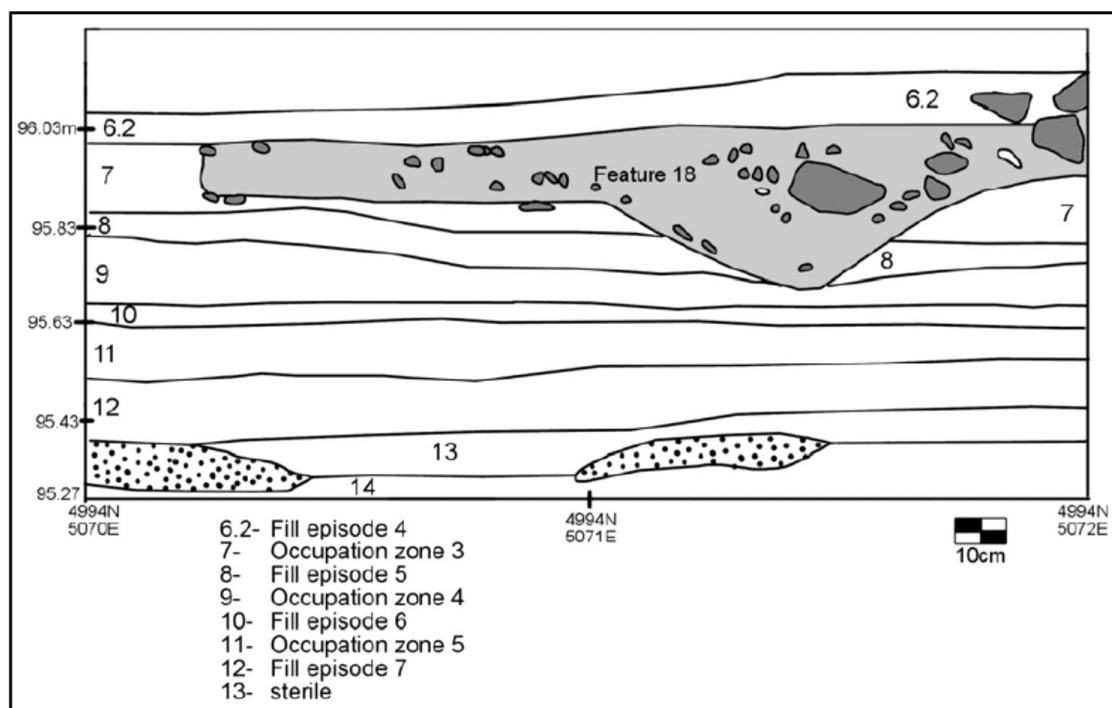 6.2
96.03m
6.2
7
Feature 18
7
8
95.83
8
9
10
95.63
11
12
95.43
13
14
95.27
4994N
5070E
4994N
5071E
4994N
5072E
10cm
6.2- Fill episode 4
7- Occupation zone 3
8- Fill episode 5
9- Occupation zone 4
10- Fill episode 6
11- Occupation zone 5
12- Fill episode 7
13- sterile